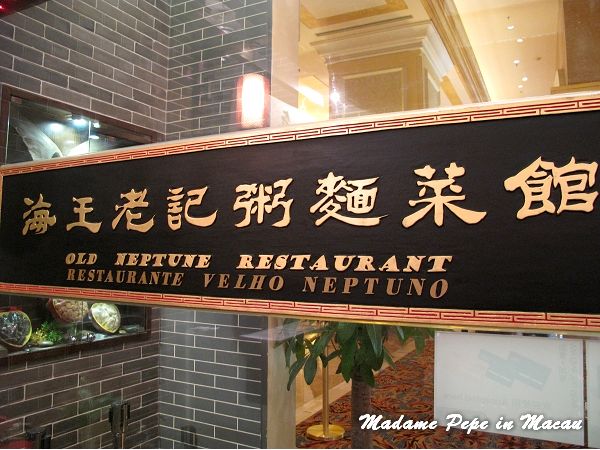 海王老記粥麵菜館
OLD NEPTUNE RESTAURANT
RESTAURANTE VELHO NEPTUNO
Madame Pepe in Macau